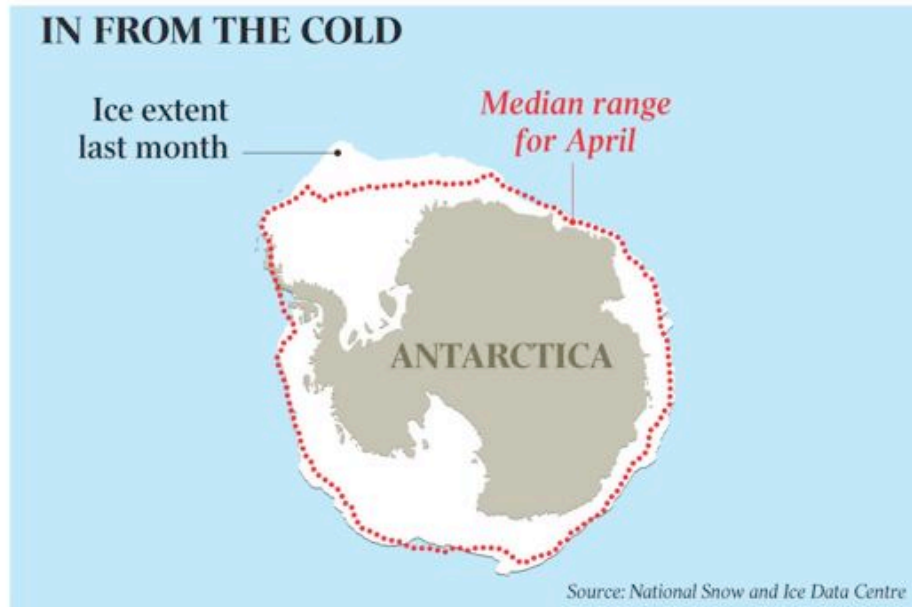 IN FROM THE COLD
Ice extent
last month
Median range
for April
ANTARCTICA
Source: National Snow and Ice Data Centre